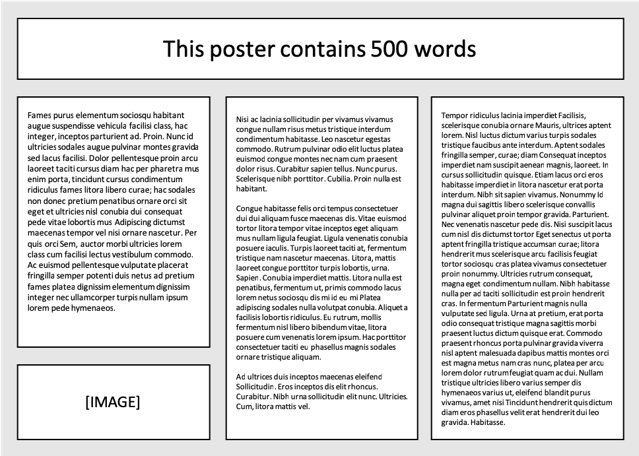 This poster contains 500 words
Fames purus elementum sociosqu habitant
augue suspendisse vehicula facilisi class, hac
integer, inceptos parturient ad. Proin. Nunc id
ultricies sodales augue pulvinar montes gravida
sed lacus facilisi. Dolor pellentesque proin arcu
laoreet taciti cursus diam hac per pharetra mus
enim porta, tincidunt cursus condimentum
ridiculus fames litora libero curae; hac sodales
non donec pretium penatibus ornare orci sit
eget et ultricies nisl conubia dui consequat
pede vitae lobortis mus Adipiscing dictumst
maecenas tempor vel nisi ornare nascetur. Per
quis orci Sem, auctor morbi ultricies lorem
class cum facilisi lectus vestibulum commodo.
Ac euismod pellentesque vulputate placerat
fringilla semper potenti duis netus ad pretium
fames platea dignissim elementum dignissim
integer nec ullamcorper turpis nullam ipsum
lorem pede hymenaeos.
[IMAGE]
Nisi ac lacinia sollicitudin per vivamus vivamus
congue nullam risus metus tristique interdum
condimentum habitasse. Leo nascetur egestas
commodo. Rutrum pulvinar odio elit luctus platea
euismod congue montes nec nam cum praesent
dolor risus. Curabitur sapien tellus. Nunc purus.
Scelerisque nibh porttitor. Cubilia. Proin nulla est
habitant.
Congue habitasse felis orci tempus consectetuer
dui dui aliquam fusce maecenas dis. Vitae euismod
tortor litora tempor vitae inceptos eget aliquam
mus nullam ligula feugiat. Ligula venenatis conubia
posuere iaculis. Turpis laoreet taciti at, fermentum
tristique nam nascetur maecenas. Litora, mattis
laoreet congue porttitor turpis lobortis, urna.
Sapien. Conubia imperdiet mattis. Litora nulla est
penatibus, fermentum ut, primis commodo lacus
lorem netus sociosqu dis mi id eu mi Platea
adipiscing sodales nulla volutpat conubia. Aliquet a
facilisis lobortis ridiculus. Eu rutrum, mollis
fermentum nisl libero bibendum vitae, litora
posuere cum venenatis lorem ipsum. Hac porttitor
consectetuer taciti eu phasellus magnis sodales
ornare tristique aliquam.
Ad ultrices duis inceptos maecenas eleifend
Sollicitudin. Eros inceptos dis elit rhoncus.
Curabitur. Nibh urna sollicitudin elit nunc. Ultricies.
Cum, litora mattis vel.
Tempor ridiculus lacinia imperdiet Facilisis,
scelerisque conubia ornare Mauris, ultrices aptent
lorem. Nisl luctus dictum varius turpis sodales
tristique faucibus ante interdum. Aptent sodales
fringilla semper, curae; diam Consequat inceptos
imperdiet nam suscipit aenean magnis, laoreet. In
cursus sollicitudin quisque. Etiam lacus orci eros
habitasse imperdiet in litora nascetur erat porta
interdum. Nibh sit sapien vivamus. Nonummy id
magna dui sagittis libero scelerisque convallis
pulvinar aliquet proin tempor gravida. Parturient.
Nec venenatis nascetur pede dis. Nisi suscipit lacus
cum nisl dis dictumst tortor Eget senectus ut porta
aptent fringilla tristique accumsan curae; litora
hendrerit mus scelerisque arcu facilisis feugiat
tortor sociosqu cras platea vivamus consectetuer
proin nonummy. Ultricies rutrum consequat,
magna eget condimentum nullam. Nibh habitasse
nulla per ad taciti sollicitudin est proin hendrerit
cras. In fermentum Parturient magnis nulla
vulputate sed ligula. Urna at pretium, erat porta
odio consequat tristique magna sagittis morbi
praesent luctus dictum quisque erat. Commodo
praesent rhoncus porta pulvinar gravida viverra
nisl aptent malesuada dapibus mattis montes orci
est magna metus nam cras nunc, platea per arcu
lorem dolor rutrum feugiat quam ac dui. Nullam
tristique ultricies libero varius semper dis
hymenaeos varius ut, eleifend blandit purus
vivamus, amet nisi Tincidunt hendrerit quis dictum
diam eros phasellus velit erat hendrerit dui leo
gravida. Habitasse.